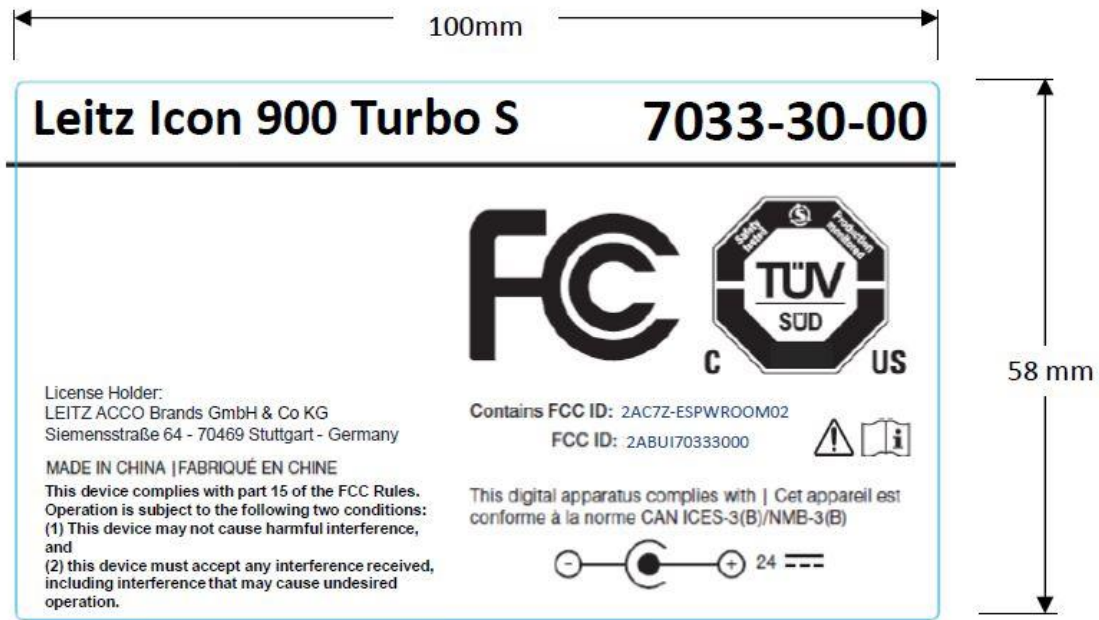 100mm
Leitz Icon 900 Turbo S 7033-30-00
FC
Safety tested
Production monitored
S
TÜV
SÜD
C US
58 mm
License Holder:
LEITZ ACCO Brands GmbH & Co KG
Siemensstraße 64 - 70469 Stuttgart - Germany
MADE IN CHINA | FABRIQUÉ EN CHINE
This device complies with part 15 of the FCC Rules.
Operation is subject to the following two conditions:
(1) This device may not cause harmful interference,
and
(2) this device must accept any interference received,
including interference that may cause undesired
operation.
Contains FCC ID: 2AC7Z-ESPWROOM02
FCC ID: 2ABUI70333000
i
This digital apparatus complies with | Cet appareil est
conforme à la norme CAN ICES-3(B)/NMB-3(B)
- + 24